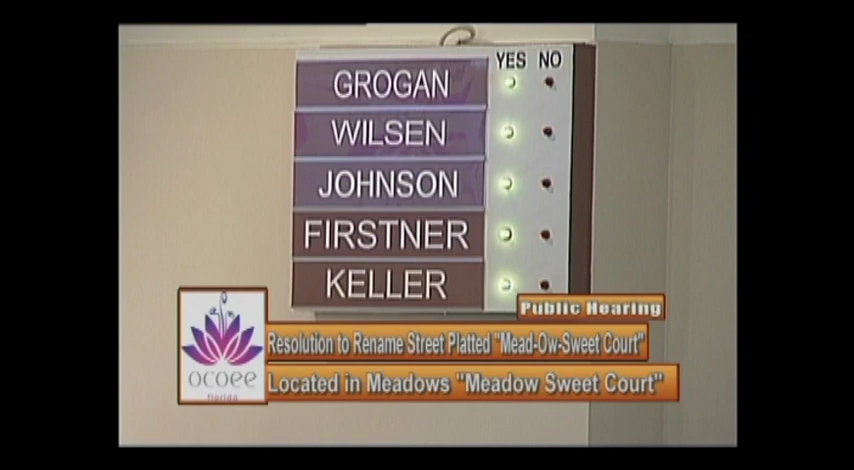 YES NO
GROGAN
WILSEN
JOHNSON
FIRSTNER
KELLER
Public Hearing
Resolution to Rename Street Platted "Mead-Ow-Sweet Court"
Located in Meadows "Meadow Sweet Court"
ocoee
florida